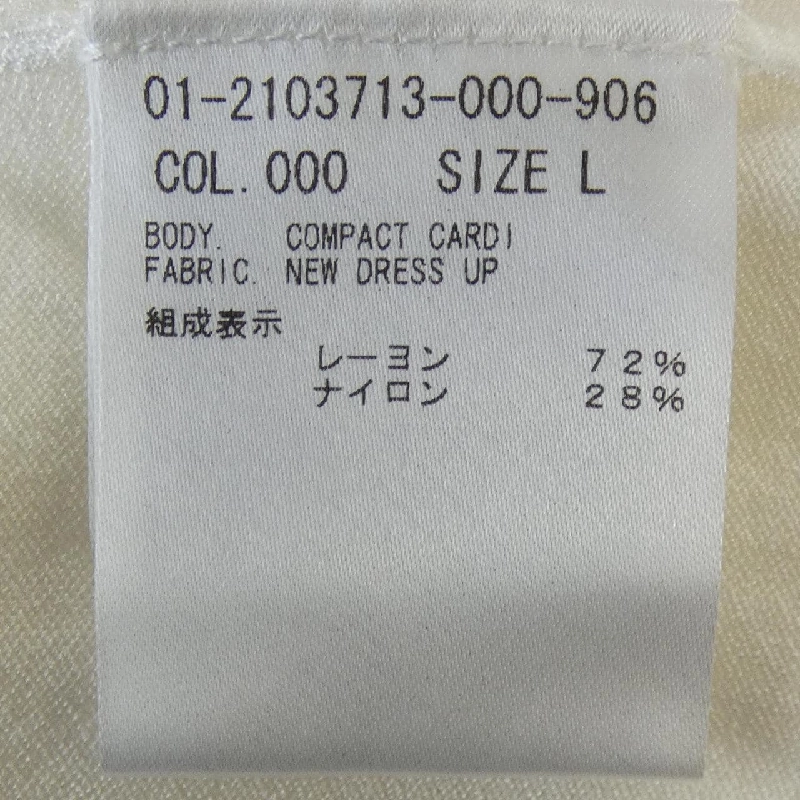 01-2103713-000-906
COL. 000 SIZE L
BODY. COMPACT CARDI
FABRIC. NEW DRESS UP
組成表示
レーヨン 72%
ナイロン 28%